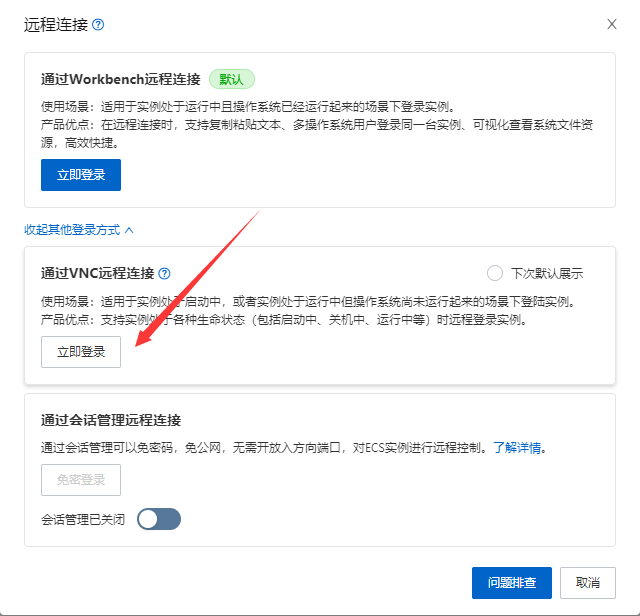 远程连接
通过Workbench远程连接 默认
使用场景：适用于实例处于运行中且操作系统已经运行起来的场景下登录实例。
产品优点：在远程连接时，支持复制粘贴文本、多操作系统用户登录同一台实例、可视化查看系统文件资
源，高效快捷。
立即登录
收起其他登录方式
通过VNC远程连接 下次默认展示
使用场景：适用于实例处于启动中，或者实例处于运行中但操作系统尚未运行起来的场景下登陆实例。
产品优点：支持实例处于各种生命状态（包括启动中、关机中、运行中等）时远程登录实例。
立即登录
通过会话管理远程连接
通过会话管理可以免密码，免公网，无需开放入方向端口，对ECS实例进行远程控制。了解详情。
免密登录
会话管理已关闭
问题排查 取消